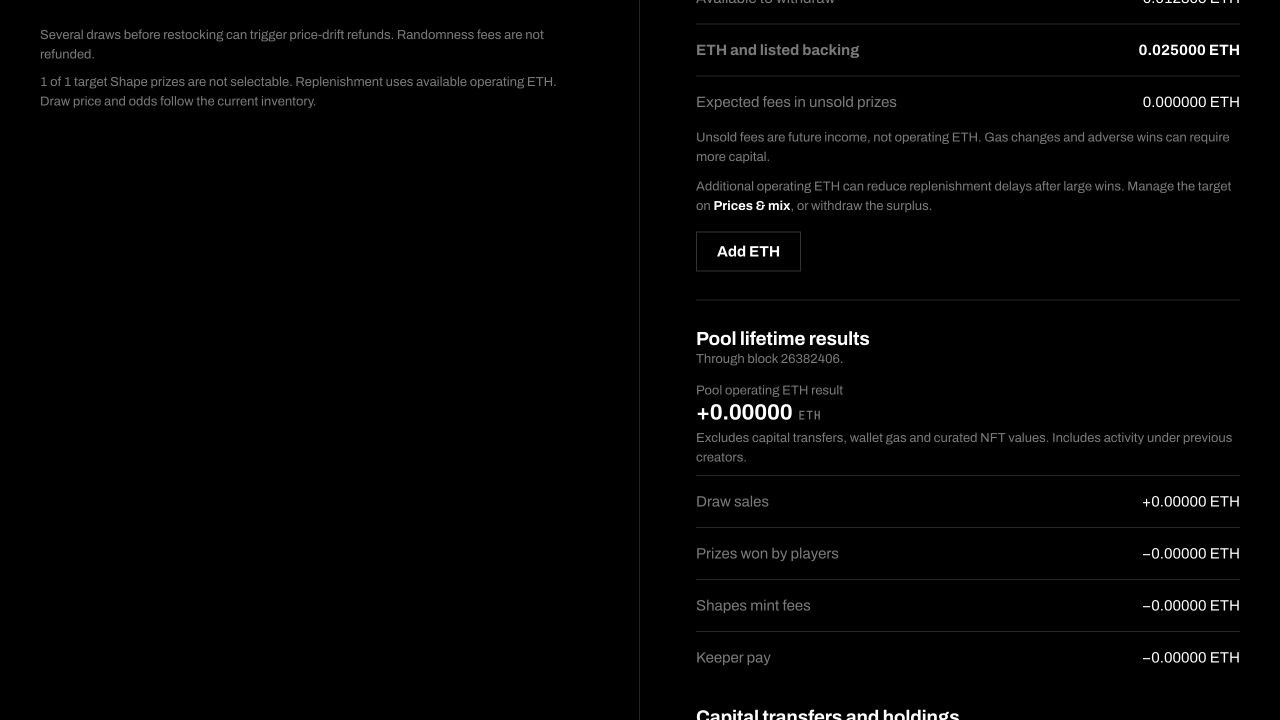 Several draws before restocking can trigger price-drift refunds. Randomness fees are not
refunded.
1 of 1 target Shape prizes are not selectable. Replenishment uses available operating ETH.
Draw price and odds follow the current inventory.
Available to withdraw
ETH and listed backing 0.025000 ETH
Expected fees in unsold prizes 0.000000 ETH
Unsold fees are future income, not operating ETH. Gas changes and adverse wins can require
more capital.
Additional operating ETH can reduce replenishment delays after large wins. Manage the target
on Prices & mix, or withdraw the surplus.
Add ETH
Pool lifetime results
Through block 26382406.
Pool operating ETH result
+0.00000 ETH
Excludes capital transfers, wallet gas and curated NFT values. Includes activity under previous
creators.
Draw sales +0.00000 ETH
Prizes won by players −0.00000 ETH
Shapes mint fees −0.00000 ETH
Keeper pay −0.00000 ETH
Capital transfers and holdings